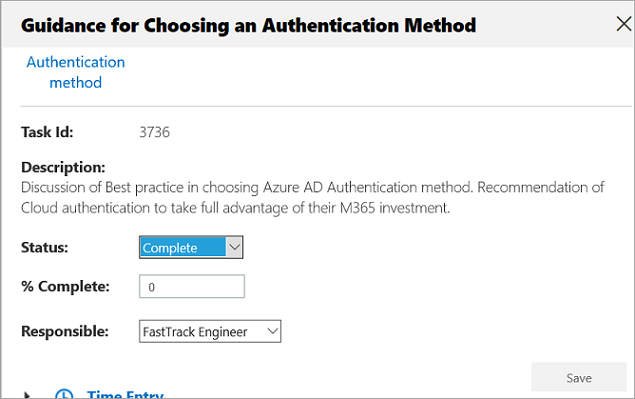 Guidance for Choosing an Authentication Method
Authentication
method
Task Id: 3736
Description:
Discussion of Best practice in choosing Azure AD Authentication method. Recommendation of
Cloud authentication to take full advantage of their M365 investment.
Status: Complete
% Complete: 0
Responsible: FastTrack Engineer
Save
Time Entry